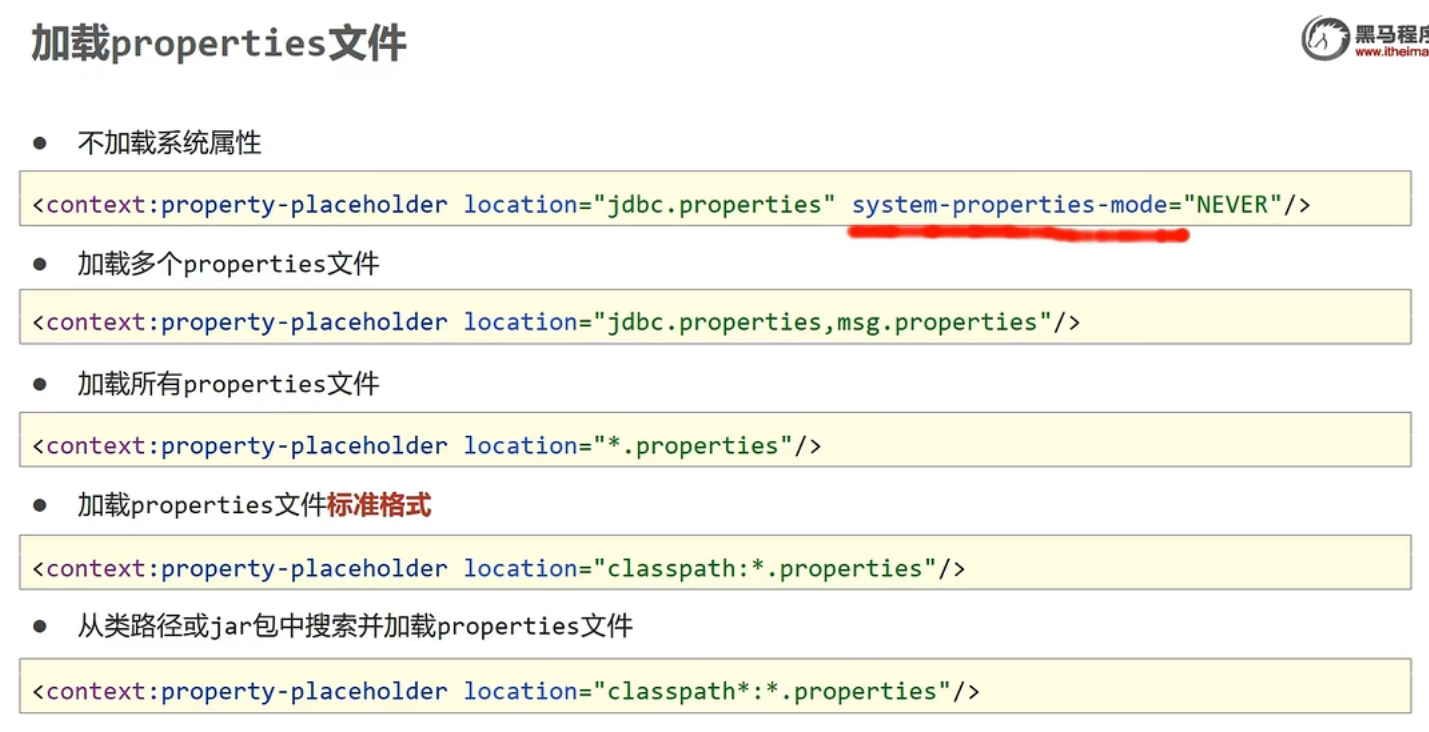 加载properties文件
黑马程序
www.itheima
● 不加载系统属性
<context:property-placeholder location="jdbc.properties" system-properties-mode="NEVER"/>
● 加载多个properties文件
<context:property-placeholder location="jdbc.properties,msg.properties"/>
● 加载所有properties文件
<context:property-placeholder location="*.properties"/>
● 加载properties文件标准格式
<context:property-placeholder location="classpath:*.properties"/>
● 从类路径或jar包中搜索并加载properties文件
<context:property-placeholder location="classpath*:*.properties"/>